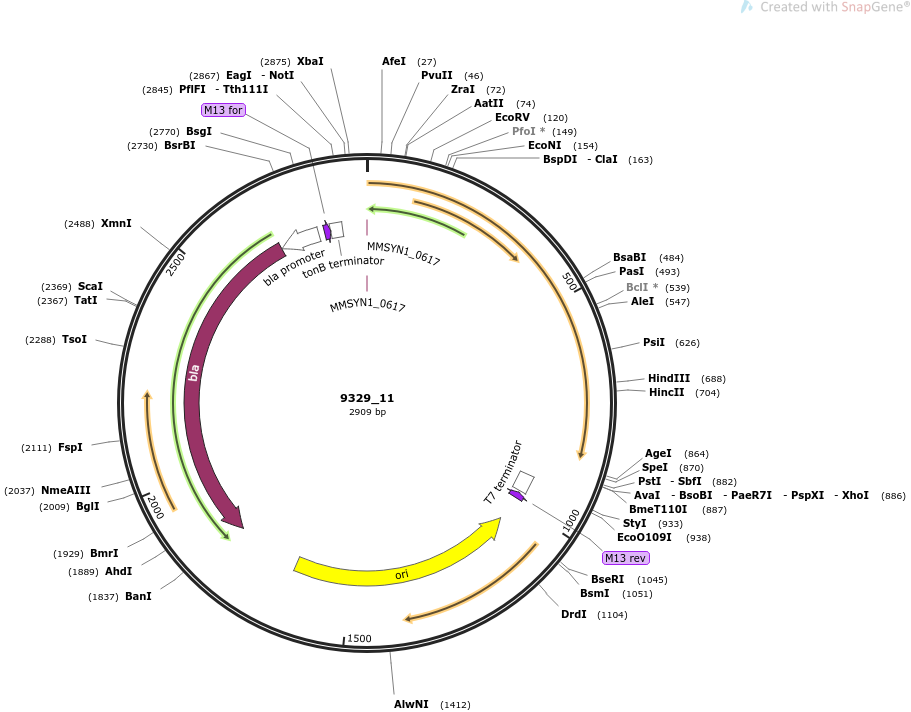 Created with SnapGene®
(2875) XbaI
(2867) EagI - NotI
(2845) PflFI - Tth111I
M13 for
(2770) BsgI
(2730) BsrBI
AfeI (27)
PvuII (46)
ZraI (72)
AatII (74)
EcoRV (120)
PfoI * (149)
EcoNI (154)
BspDI - ClaI (163)
(2488) XmnI
2500
(2369) ScaI
(2367) TatI
(2288) TsoI
bla promoter
tonB terminator
MMSYN1_0617
MMSYN1_0617
BsaBI (484)
PasI (493)
500
BclI * (539)
AleI (547)
PsiI (626)
HindIII (688)
HincII (704)
bla
9329_11
2909 bp
(2111) FspI
(2037) NmeAIII
(2009) BglI
2000
(1929) BmrI
(1889) AhdI
(1837) BanI
T7 terminator
AgeI (864)
SpeI (870)
PstI - SbfI (882)
AvaI - BsoBI - PaeR7I - PspXI - XhoI (886)
BmeT110I (887)
StyI (933)
1000
EcoO109I (938)
M13 rev
BseRI (1045)
BsmI (1051)
DrdI (1104)
ori
1500
AlwNI (1412)